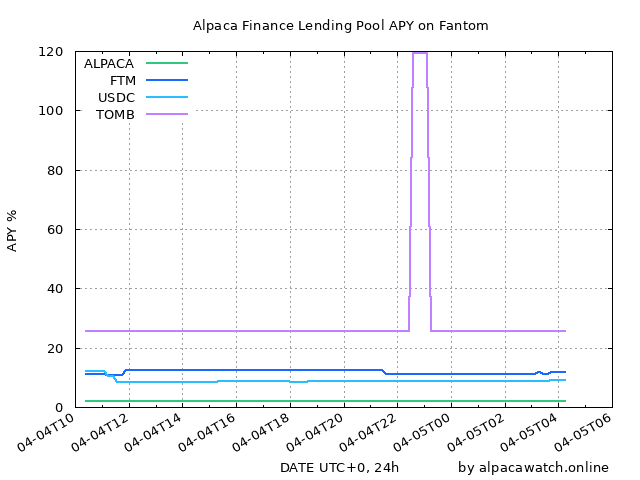 Alpaca Finance Lending Pool APY on Fantom
120
100
80
60
40
20
0
APY %
ALPACA
FTM
USDC
TOMB
04-04T10
04-04T12
04-04T14
04-04T16
04-04T18
04-04T20
04-04T22
04-05T00
04-05T02
04-05T04
04-05T06
DATE UTC+0, 24h
by alpacawatch.online